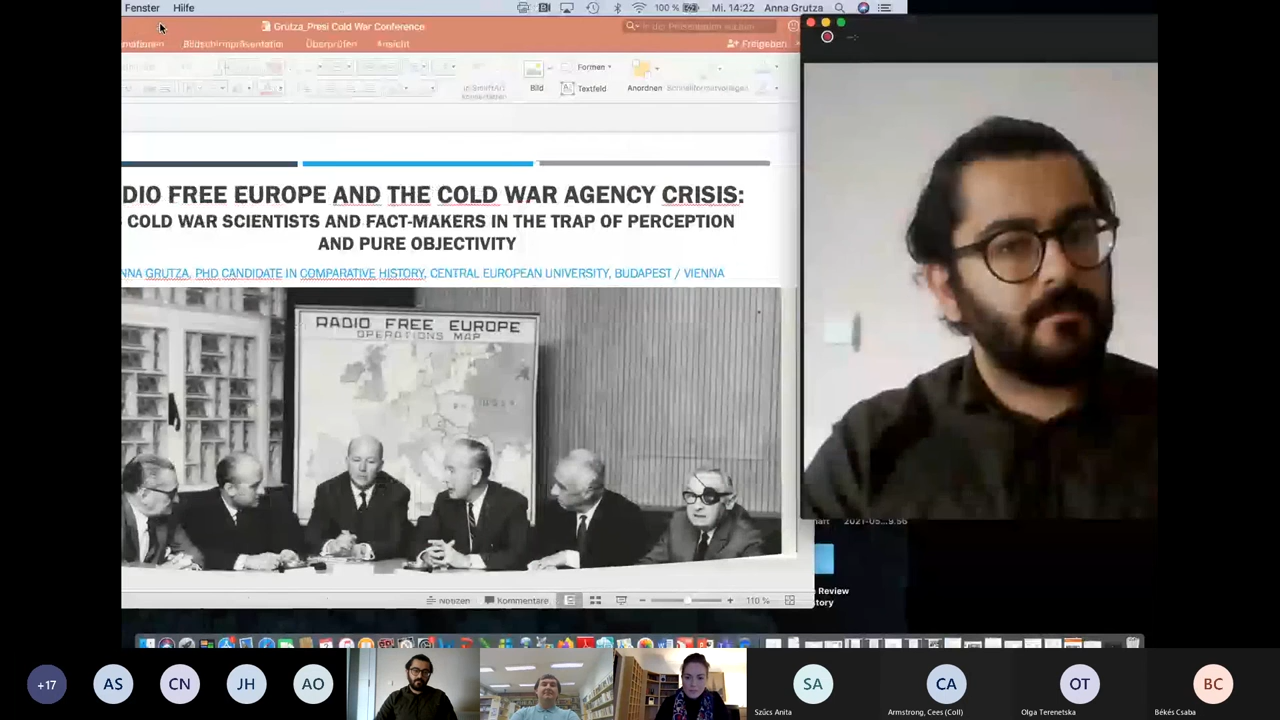 Fenster Hilfe 100 % Mi. 14:22 Anna Grutza
Grutza_Presi Cold War Conference
Bildschirmpräsentation Überprüfen Ansicht Freigeben
Formen
Bild Textfeld Anordnen Schnellformatvorlagen
DIO FREE EUROPE AND THE COLD WAR AGENCY CRISIS:
COLD WAR SCIENTISTS AND FACT-MAKERS IN THE TRAP OF PERCEPTION
AND PURE OBJECTIVITY
NNA GRUTZA, PHD CANDIDATE IN COMPARATIVE HISTORY, CENTRAL EUROPEAN UNIVERSITY, BUDAPEST / VIENNA
RADIO FREE EUROPE
OPERATIONS MAP
Review
tory
Notizen Kommentare 110 %
+17 AS CN JH AO SA CA OT BC
Szűcs Anita Armstrong, Cees (Coll) Olga Terenetska Békés Csaba